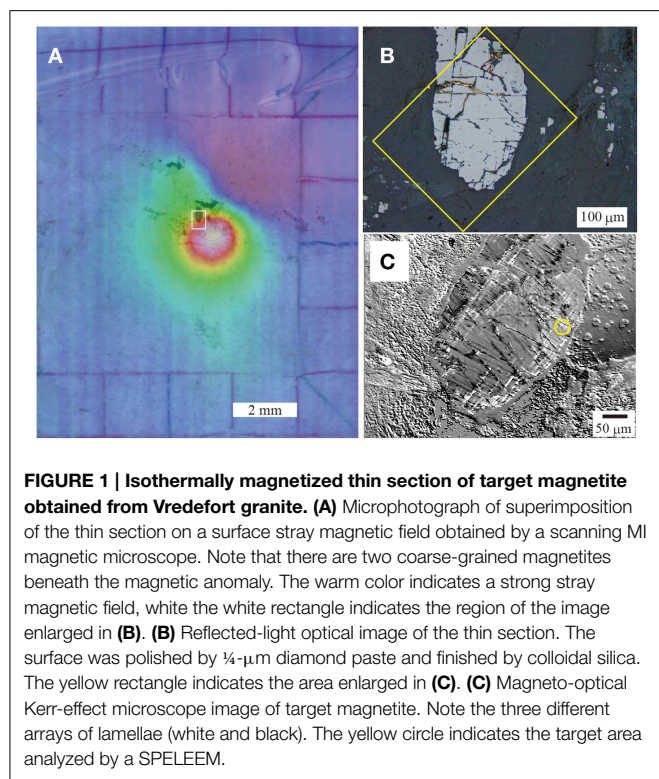 A
B
100 μm
C
2 mm
50 μm
FIGURE 1 | Isothermally magnetized thin section of target magnetite
obtained from Vredefort granite. (A) Microphotograph of superimposition
of the thin section on a surface stray magnetic field obtained by a scanning MI
magnetic microscope. Note that there are two coarse-grained magnetites
beneath the magnetic anomaly. The warm color indicates a strong stray
magnetic field, white the white rectangle indicates the region of the image
enlarged in (B). (B) Reflected-light optical image of the thin section. The
surface was polished by ¼-μm diamond paste and finished by colloidal silica.
The yellow rectangle indicates the area enlarged in (C). (C) Magneto-optical
Kerr-effect microscope image of target magnetite. Note the three different
arrays of lamellae (white and black). The yellow circle indicates the target area
analyzed by a SPELEEM.